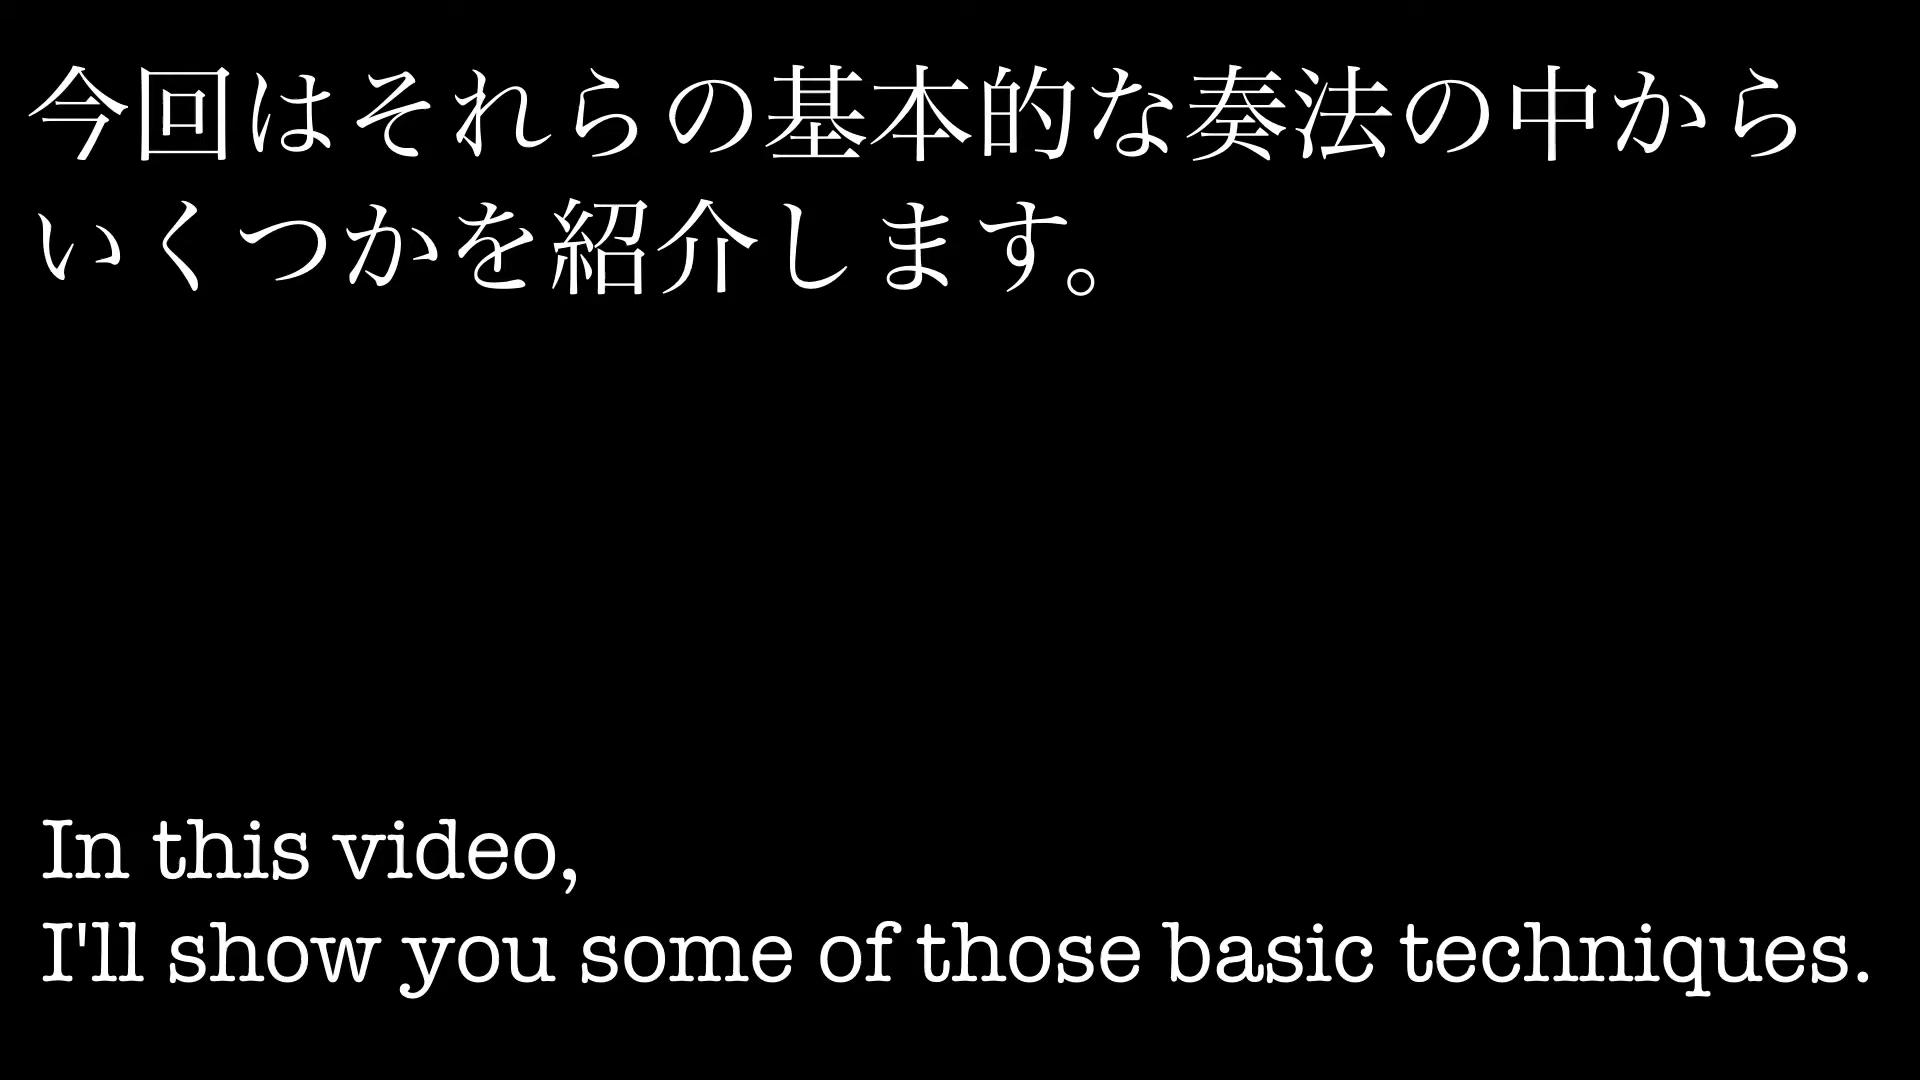 今回はそれらの基本的な奏法の中から
いくつかを紹介します。
In this video,
I'll show you some of those basic techniques.